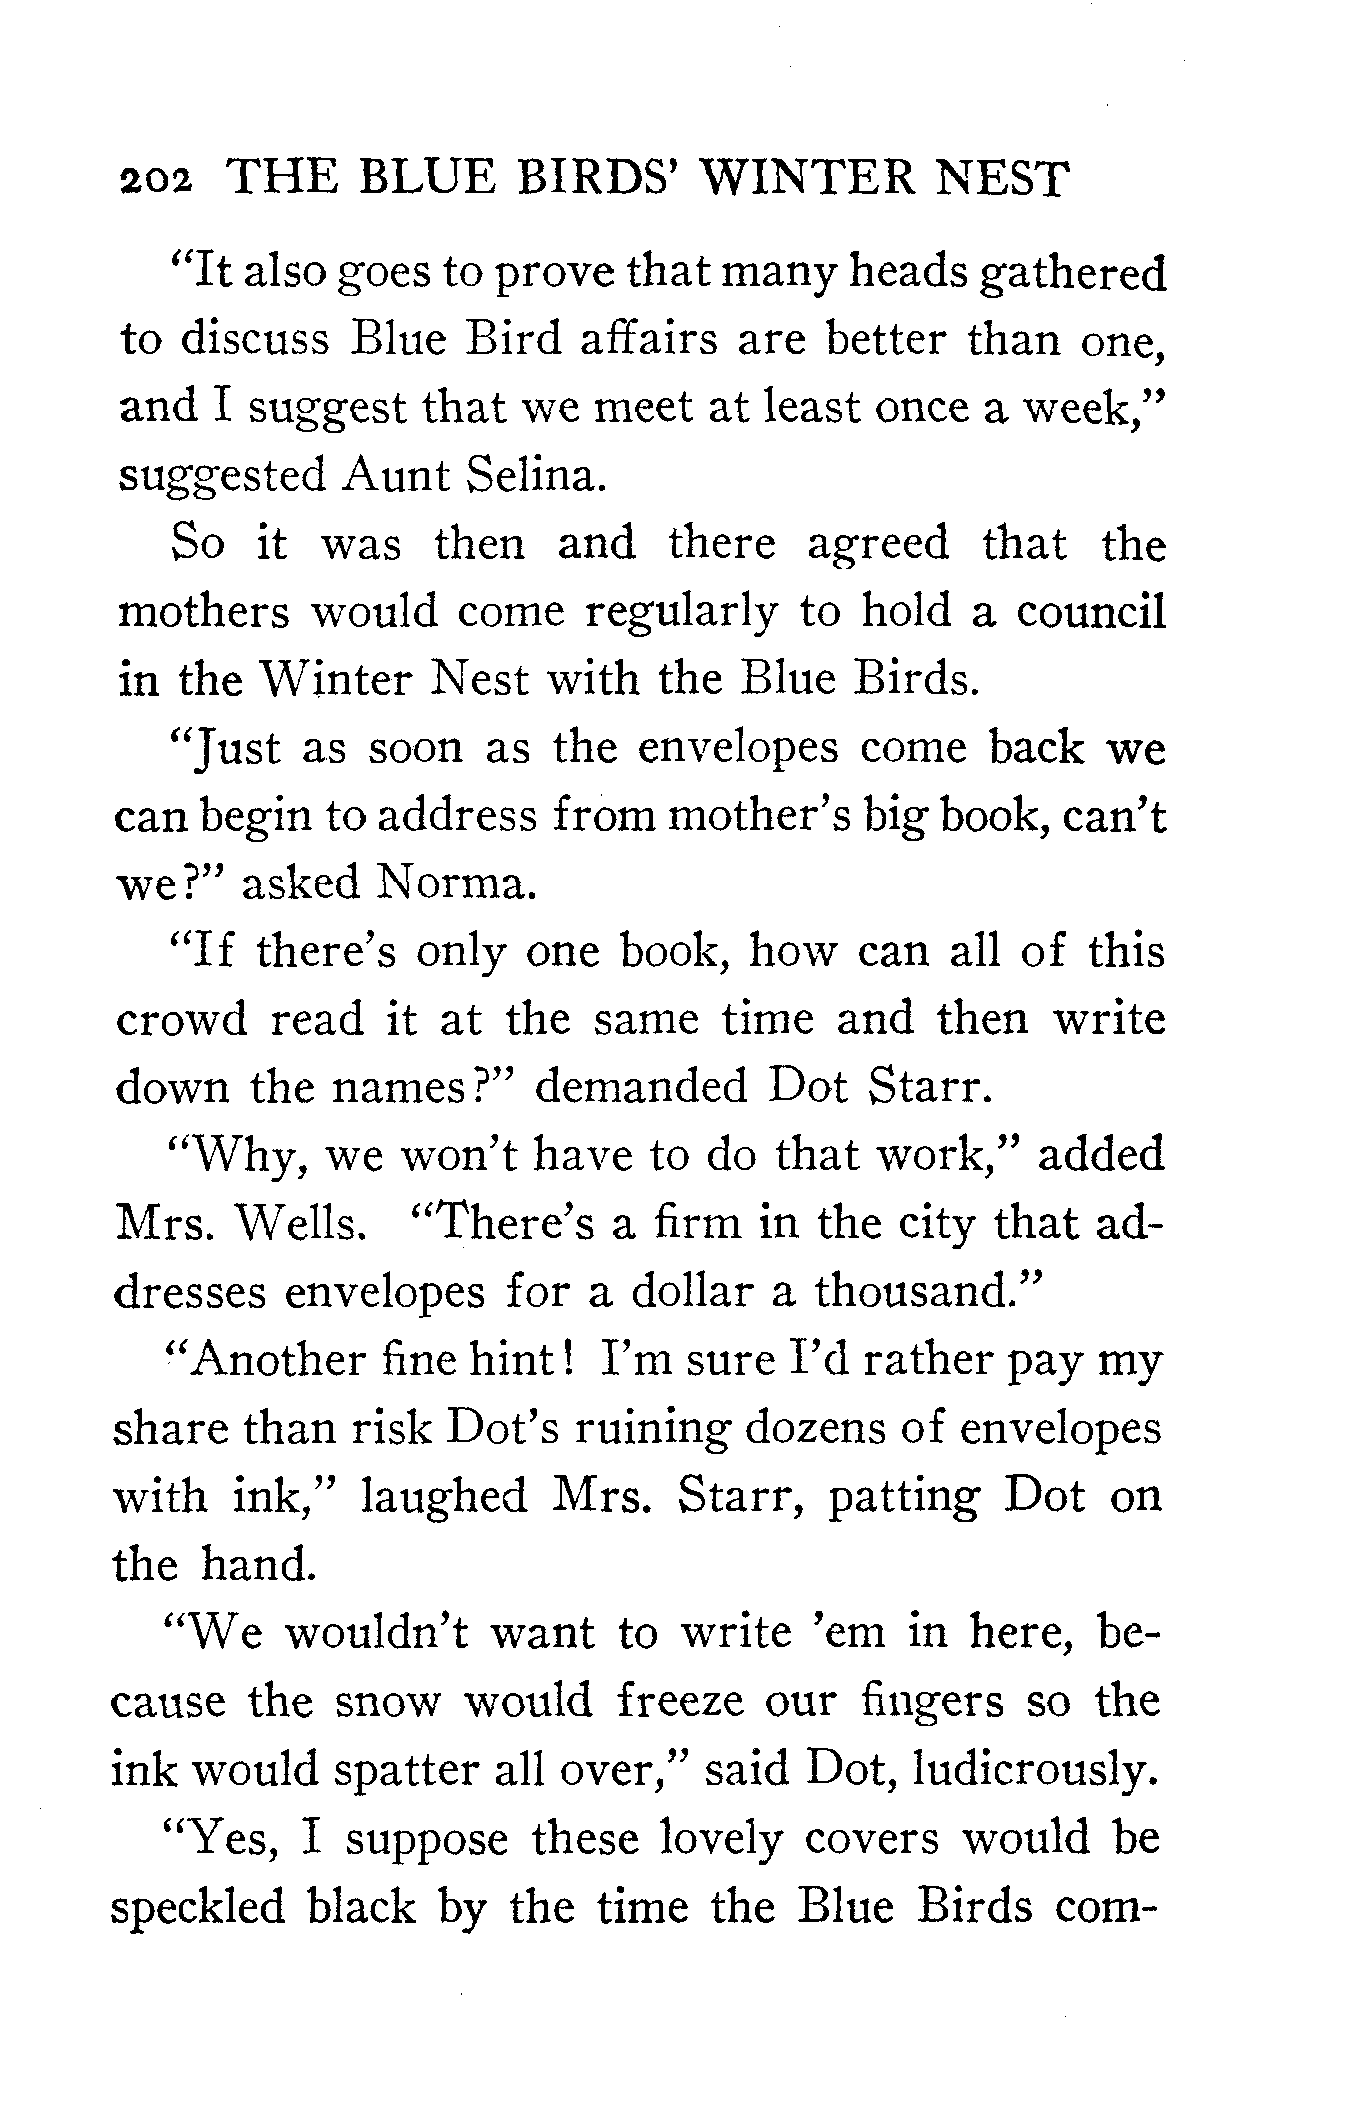 202 THE BLUE BIRDS' WINTER NEST
“It also goes to prove that many heads gathered
to discuss Blue Bird affairs are better than one,
and I suggest that we meet at least once a week,”
suggested Aunt Selina.
So it was then and there agreed that the
mothers would come regularly to hold a council
in the Winter Nest with the Blue Birds.
“Just as soon as the envelopes come back we
can begin to address from mother’s big book, can’t
we?” asked Norma.
“If there’s only one book, how can all of this
crowd read it at the same time and then write
down the names?” demanded Dot Starr.
“Why, we won’t have to do that work,” added
Mrs. Wells. “There’s a firm in the city that ad-
dresses envelopes for a dollar a thousand.”
“Another fine hint! I’m sure I’d rather pay my
share than risk Dot’s ruining dozens of envelopes
with ink,” laughed Mrs. Starr, patting Dot on
the hand.
“We wouldn’t want to write ’em in here, be-
cause the snow would freeze our fingers so the
ink would spatter all over,” said Dot, ludicrously.
“Yes, I suppose these lovely covers would be
speckled black by the time the Blue Birds com-